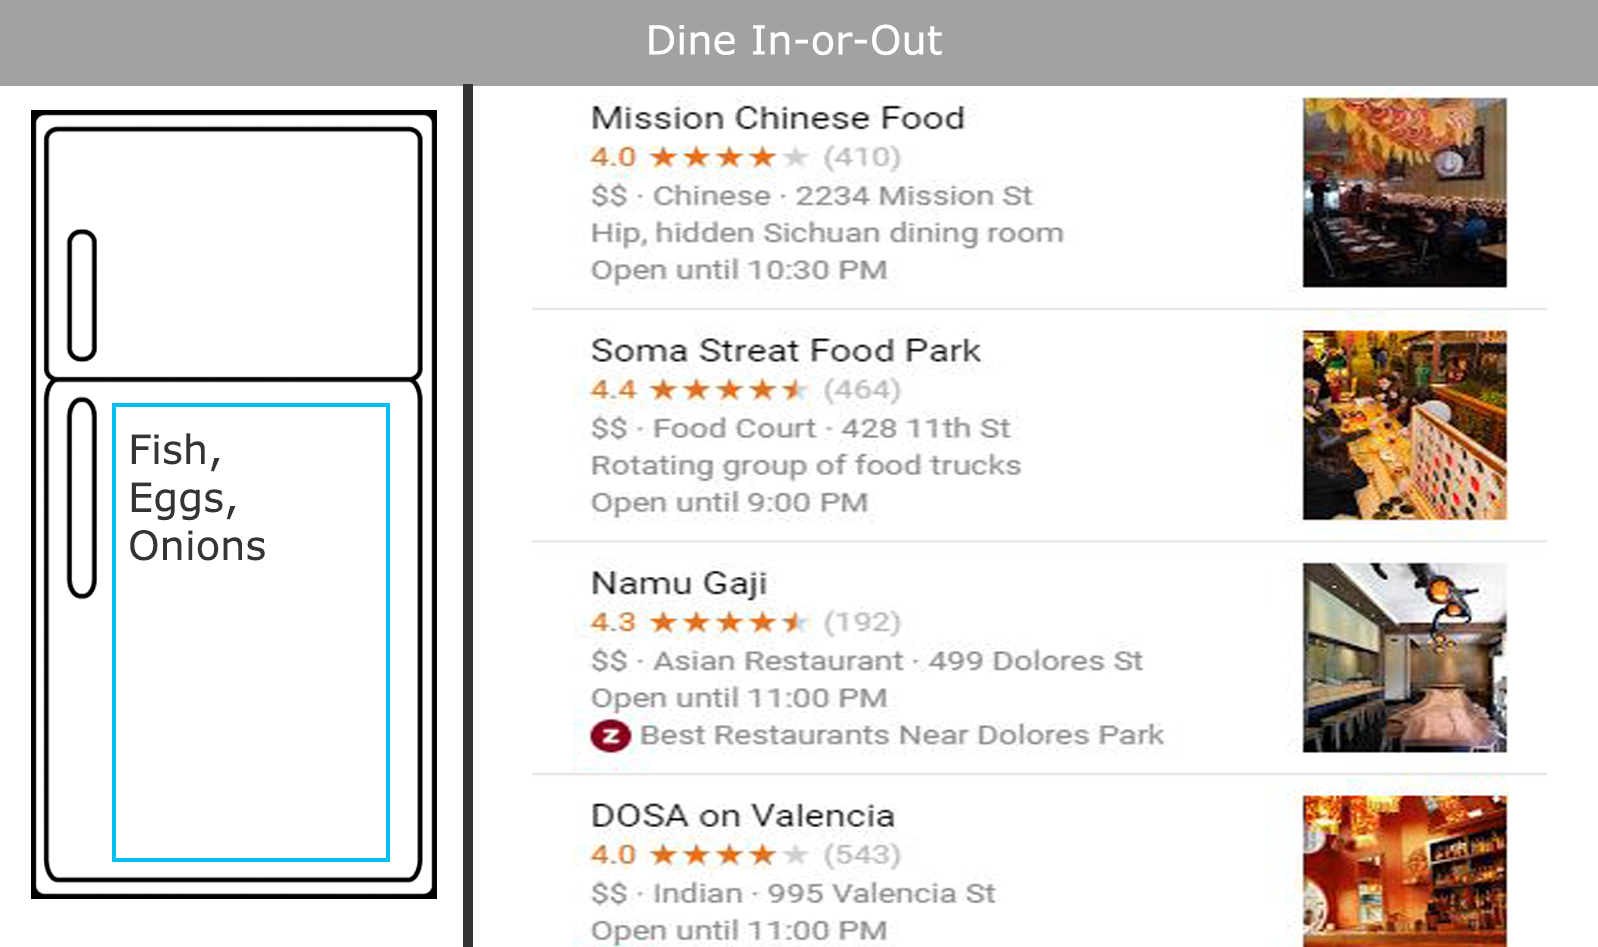 Dine In-or-Out
Fish,
Eggs,
Onions
Mission Chinese Food
4.0 ★★★★★ (410)
$$ · Chinese · 2234 Mission St
Hip, hidden Sichuan dining room
Open until 10:30 PM
Soma Streat Food Park
4.4 ★★★★★ (464)
$$ · Food Court · 428 11th St
Rotating group of food trucks
Open until 9:00 PM
Namu Gaji
4.3 ★★★★★ (192)
$$ · Asian Restaurant · 499 Dolores St
Open until 11:00 PM
z Best Restaurants Near Dolores Park
DOSA on Valencia
4.0 ★★★★★ (543)
$$ · Indian · 995 Valencia St
Open until 11:00 PM